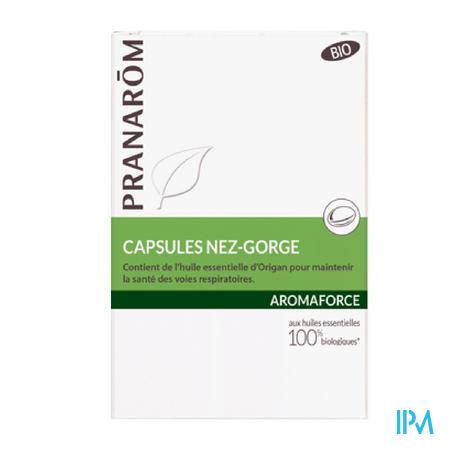 BIO
PRANARŌM
CAPSULES NEZ-GORGE
Contient de l'huile essentielle d'Origan pour maintenir
la santé des voies respiratoires.
AROMAFORCE
aux huiles essentielles
100% biologiques*
IPM